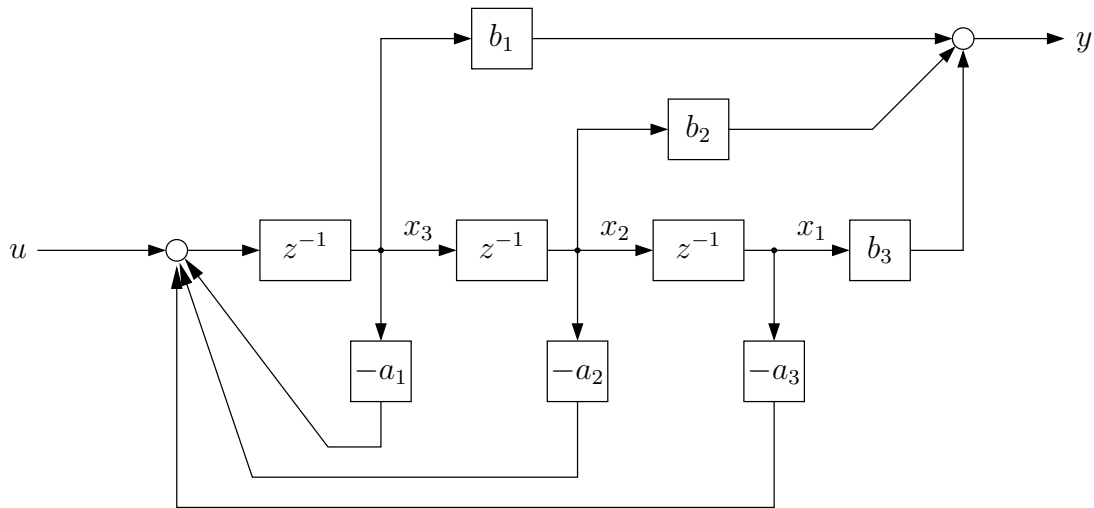 b₁
y
b₂
u
z⁻¹
x₃
z⁻¹
x₂
z⁻¹
x₁
b₃
−a₁
−a₂
−a₃